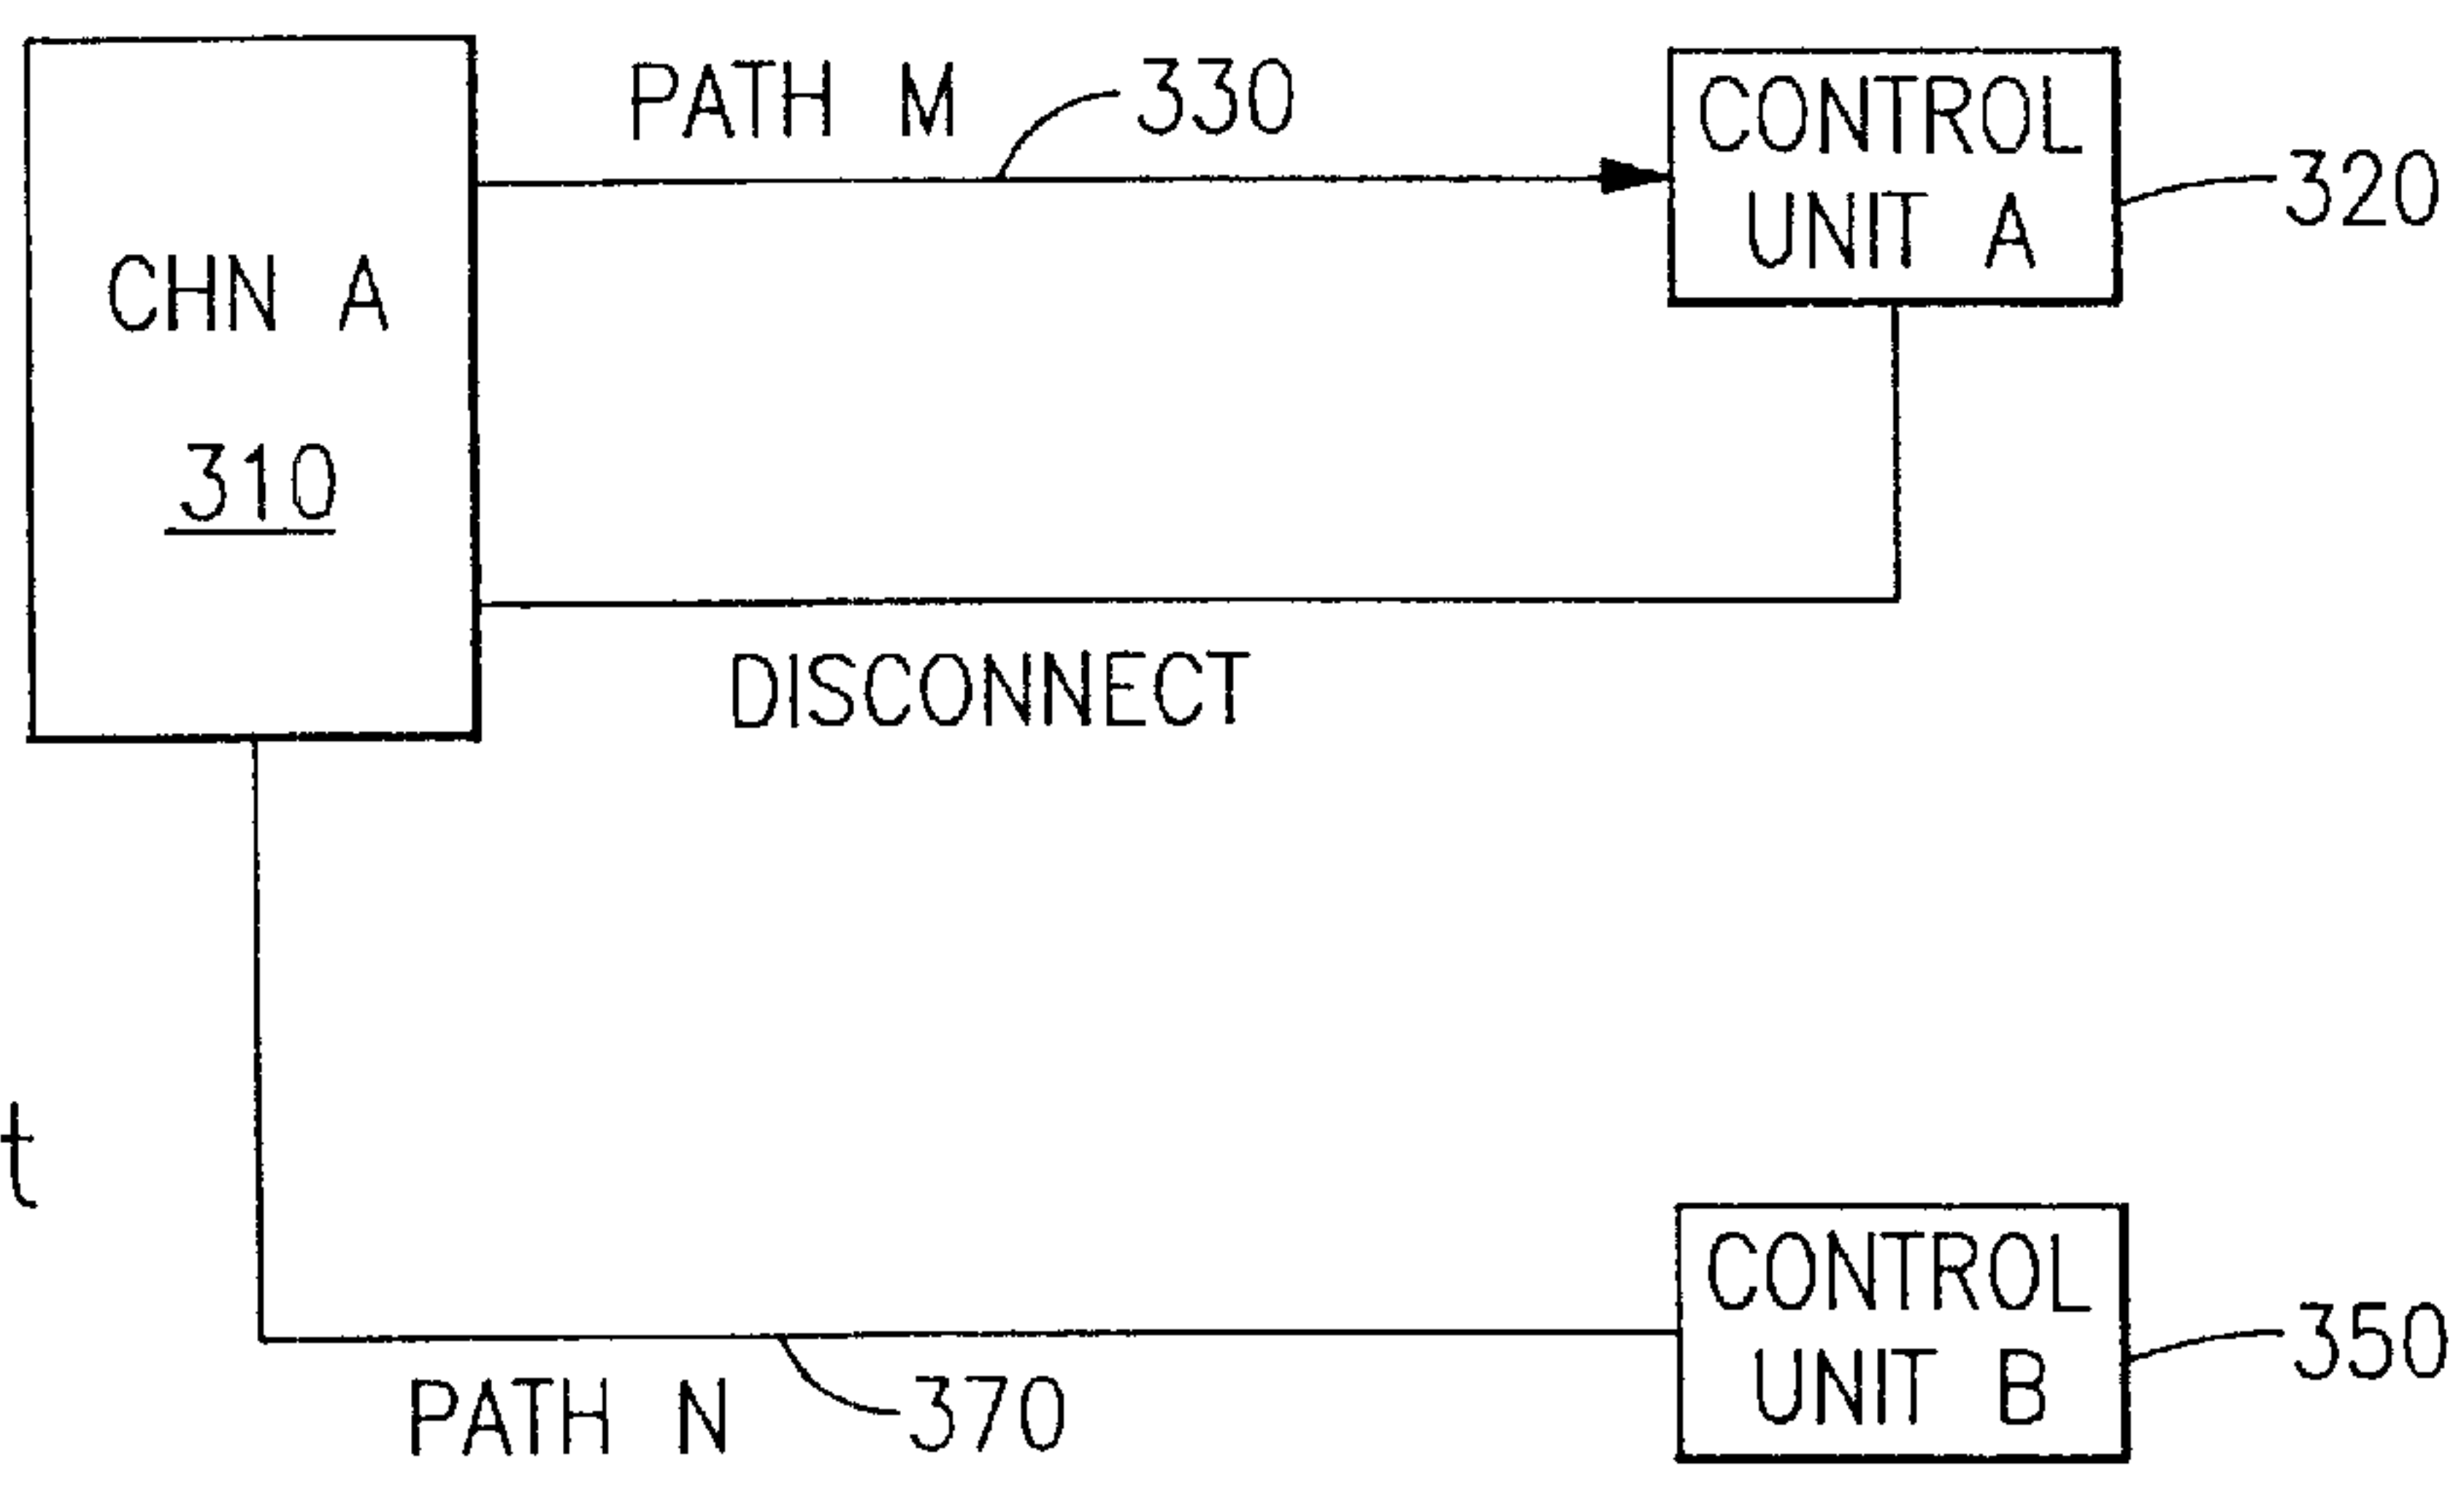 PATH M
330
CONTROL
UNIT A
320
CHN A
310
DISCONNECT
t
CONTROL
UNIT B
350
PATH N
370